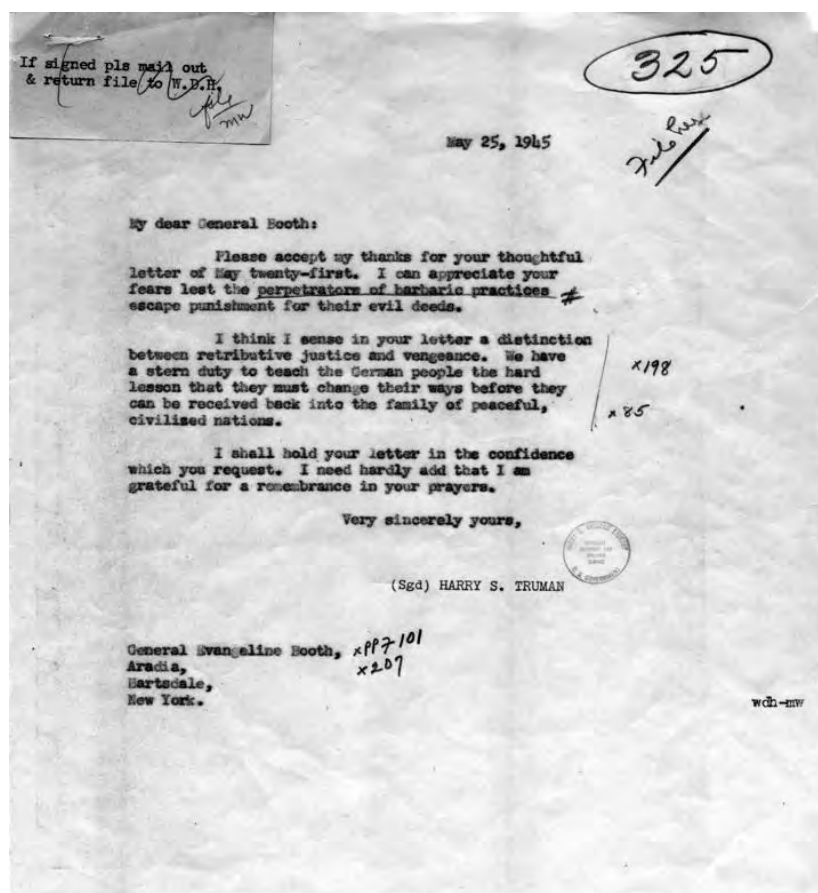 If signed pls mail out
& return file to W.D.H.
file
mw
325
May 25, 1945
File Pers
My dear General Booth:
Please accept my thanks for your thoughtful
letter of May twenty-first. I can appreciate your
fears lest the perpetrators of barbaric practices #
escape punishment for their evil deeds.
I think I sense in your letter a distinction
between retributive justice and vengeance. We have
a stern duty to teach the German people the hard
lesson that they must change their ways before they
can be received back into the family of peaceful,
civilized nations.
x198
x85
I shall hold your letter in the confidence
which you request. I need hardly add that I am
grateful for a remembrance in your prayers.
Very sincerely yours,
(Sgd) HARRY S. TRUMAN
General Evangeline Booth, xPP7101
Aradia, x207
Hartsdale,
New York.
wdh-mw